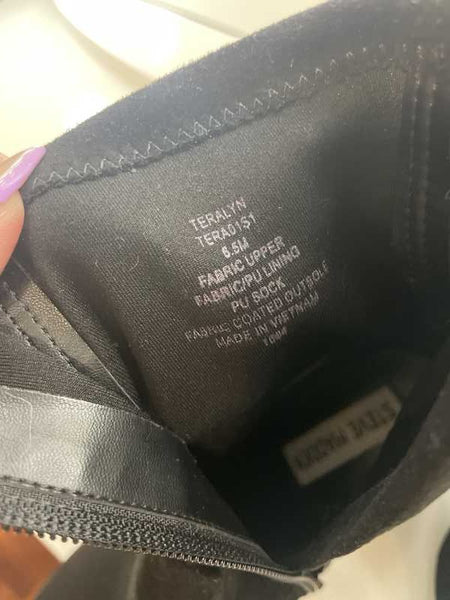 TERALYN
TERA01S1
6.5M
FABRIC UPPER
FABRIC/PU LINING
PU SOCK
FABRIC COATED OUTSOLE
MADE IN VIETNAM
STEVE MADDEN